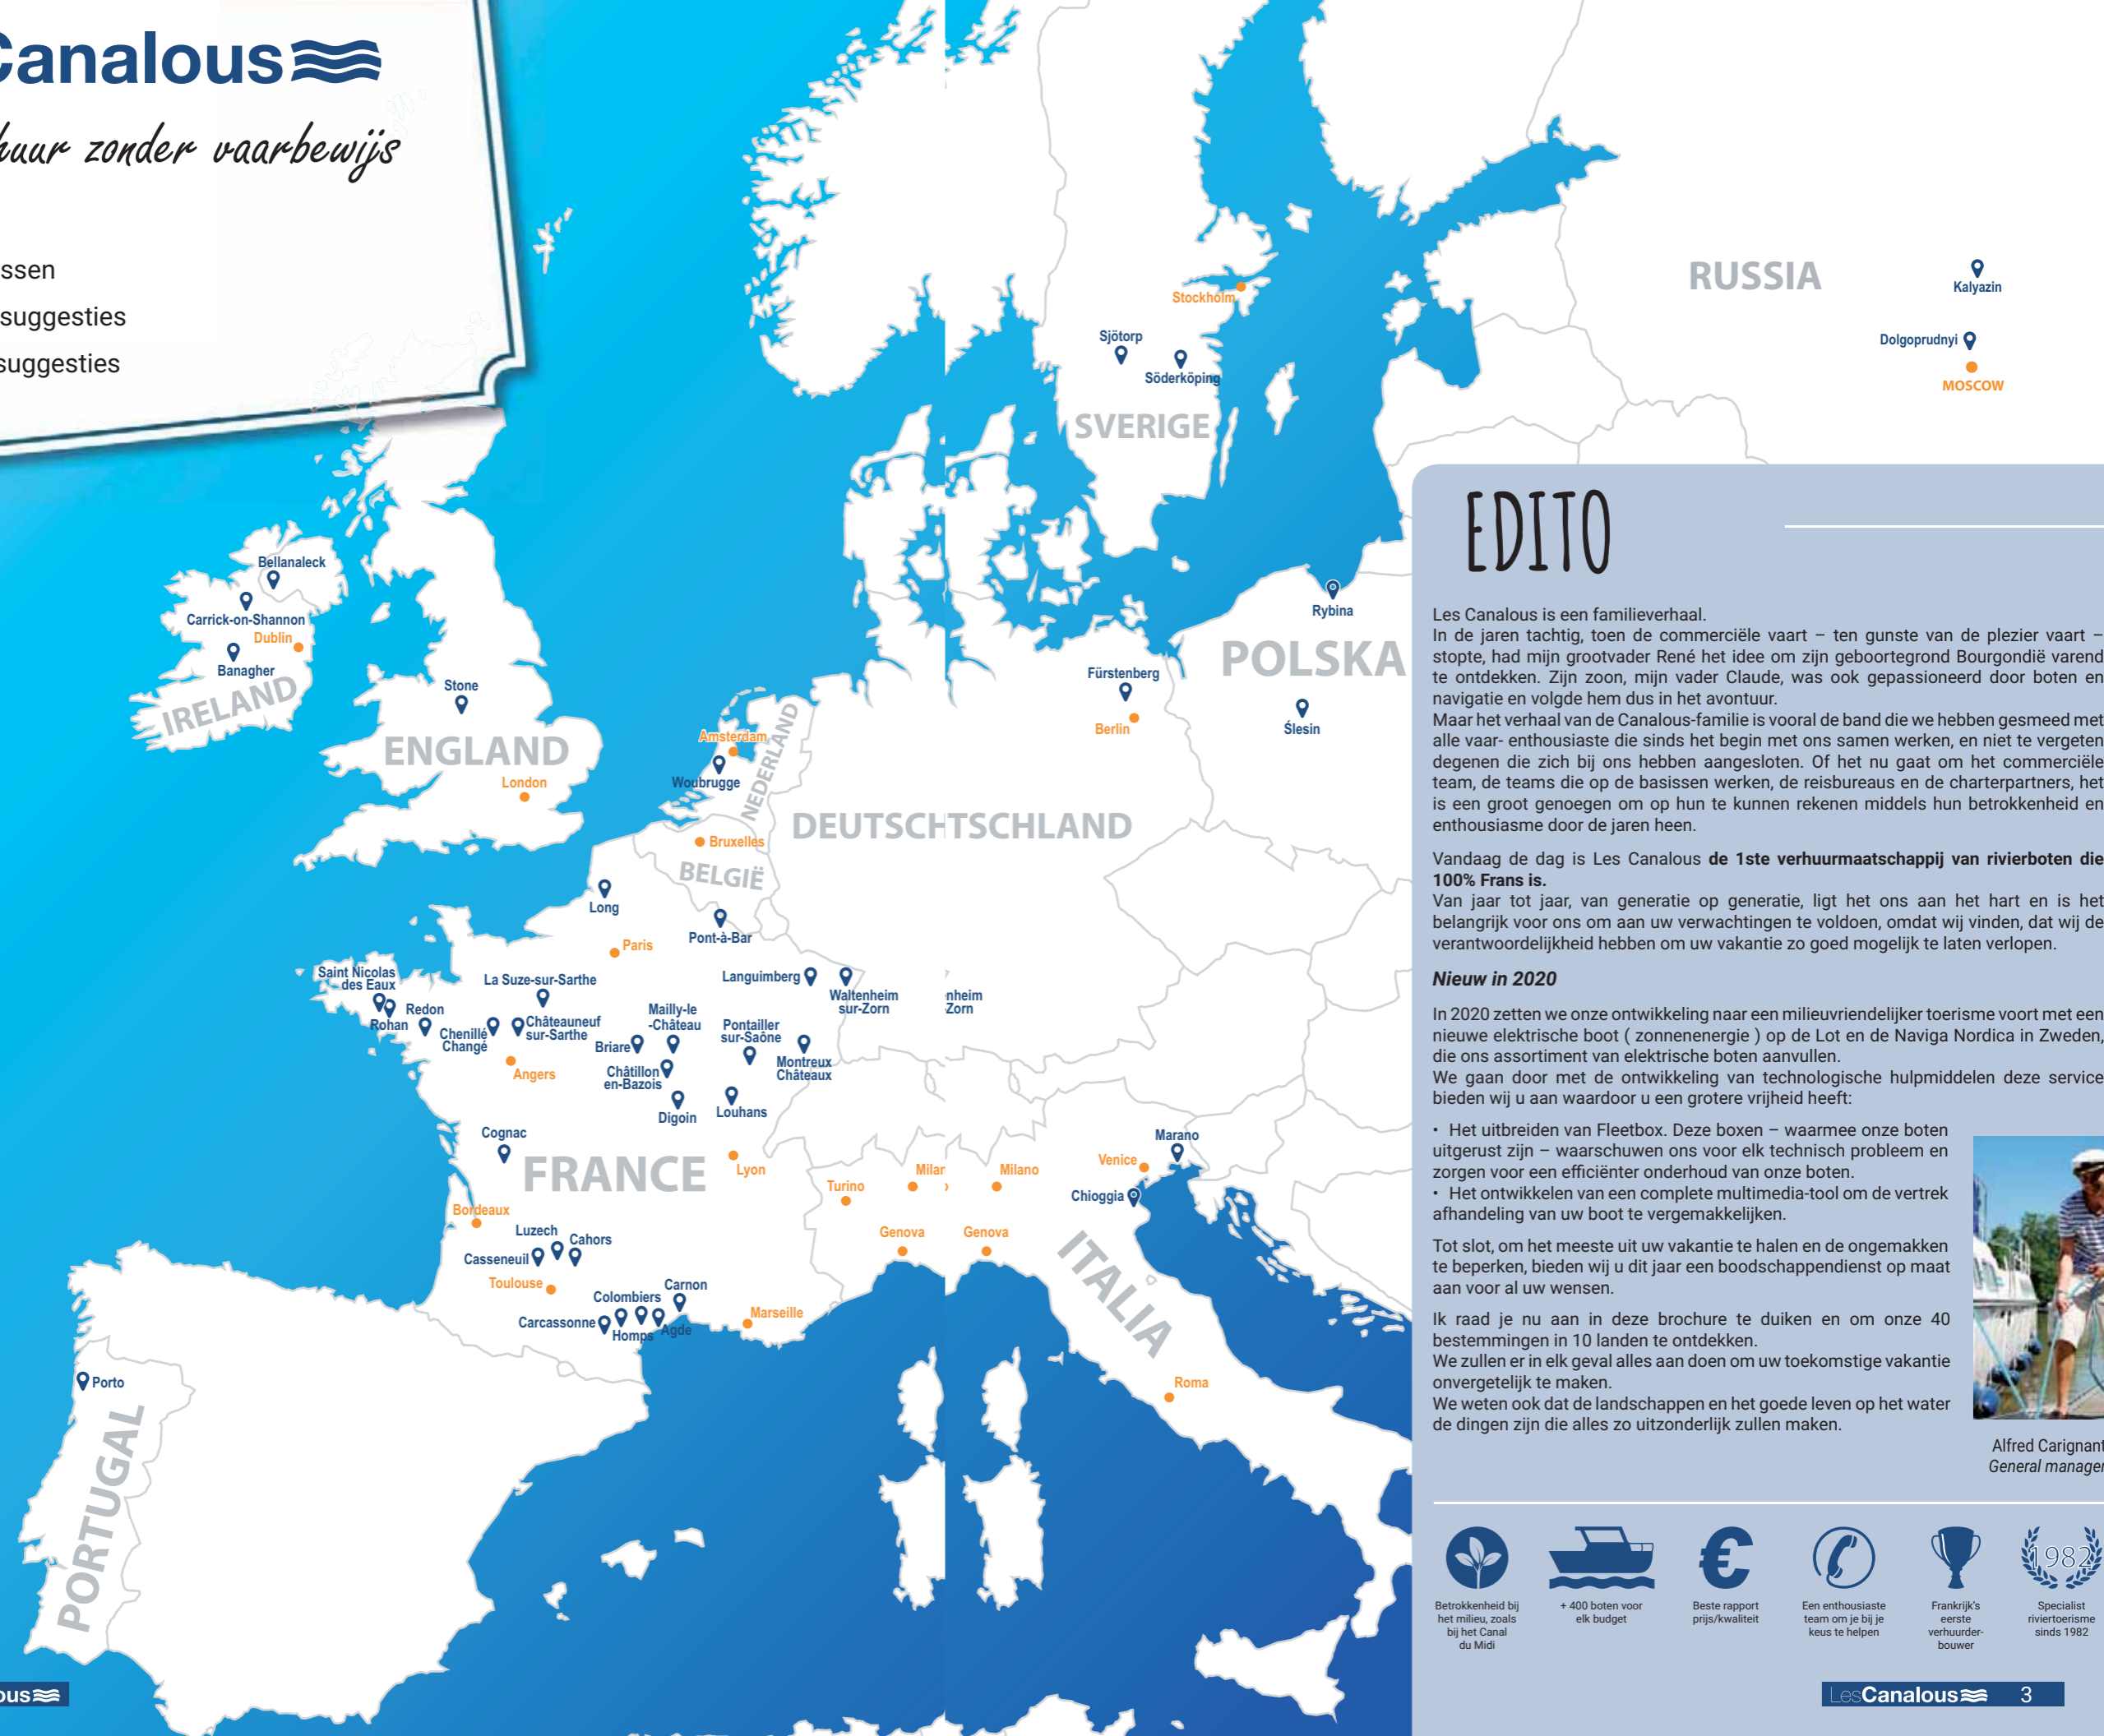 Canalous
zonder vaarbewijs
suggesties
suggesties
Bellanaleck
Carrick-on-Shannon
Dublin
Banagher
IRELAND
Stone
ENGLAND
London
Amsterdam
Woubrugge
NEDERLAND
Bruxelles
BELGIË
DEUTSCH
TSCHLAND
Stockholm
Sjötorp
Söderköping
SVERIGE
RUSSIA
Kalyazin
Dolgoprudnyi
MOSCOW
Rybina
POLSKA
Ślesin
Fürstenberg
Berlin
Long
Pont-à-Bar
Paris
Saint Nicolas
des Eaux
Rohan
Redon
La Suze-sur-Sarthe
Chenillé
Changé
Châteauneuf
sur-Sarthe
Angers
Briare
Mailly-le
-Château
Châtillon
en-Bazois
Digoin
Pontailler
sur-Saône
Louhans
Languimberg
Waltenheim
sur-Zorn
nheim
Zorn
Montreux
Châteaux
Cognac
FRANCE
Lyon
Bordeaux
Luzech
Cahors
Casseneuil
Toulouse
Colombiers
Carnon
Carcassonne
Homps
Agde
Marseille
Turino
Milan
Milano
Genova
Genova
Marano
Venice
Chioggia
ITALIA
Roma
Porto
PORTUGAL
EDITO
Les Canalous is een familieverhaal.
In de jaren tachtig, toen de commerciële vaart – ten gunste van de plezier vaart –
stopte, had mijn grootvader René het idee om zijn geboortegrond Bourgondië varend
te ontdekken. Zijn zoon, mijn vader Claude, was ook gepassioneerd door boten en
navigatie en volgde hem dus in het avontuur.
Maar het verhaal van de Canalous-familie is vooral de band die we hebben gesmeed met
alle vaar- enthousiaste die sinds het begin met ons samen werken, en niet te vergeten
degenen die zich bij ons hebben aangesloten. Of het nu gaat om het commerciële
team, de teams die op de basissen werken, de reisbureaus en de charterpartners, het
is een groot genoegen om op hun te kunnen rekenen middels hun betrokkenheid en
enthousiasme door de jaren heen.
Vandaag de dag is Les Canalous de 1ste verhuurmaatschappij van rivierboten die
100% Frans is.
Van jaar tot jaar, van generatie op generatie, ligt het ons aan het hart en is het
belangrijk voor ons om aan uw verwachtingen te voldoen, omdat wij vinden, dat wij de
verantwoordelijkheid hebben om uw vakantie zo goed mogelijk te laten verlopen.
Nieuw in 2020
In 2020 zetten we onze ontwikkeling naar een milieuvriendelijker toerisme voort met een
nieuwe elektrische boot ( zonnenenergie ) op de Lot en de Naviga Nordica in Zweden,
die ons assortiment van elektrische boten aanvullen.
We gaan door met de ontwikkeling van technologische hulpmiddelen deze service
bieden wij u aan waardoor u een grotere vrijheid heeft:
• Het uitbreiden van Fleetbox. Deze boxen – waarmee onze boten
uitgerust zijn – waarschuwen ons voor elk technisch probleem en
zorgen voor een efficiënter onderhoud van onze boten.
• Het ontwikkelen van een complete multimedia-tool om de vertrek
afhandeling van uw boot te vergemakkelijken.
Tot slot, om het meeste uit uw vakantie te halen en de ongemakken
te beperken, bieden wij u dit jaar een boodschappendienst op maat
aan voor al uw wensen.
Ik raad je nu aan in deze brochure te duiken en om onze 40
bestemmingen in 10 landen te ontdekken.
We zullen er in elk geval alles aan doen om uw toekomstige vakantie
onvergetelijk te maken.
We weten ook dat de landschappen en het goede leven op het water
de dingen zijn die alles zo uitzonderlijk zullen maken.
Alfred Carignant
General manager
Betrokkenheid bij
het milieu, zoals
bij het Canal
du Midi
+ 400 boten voor
elk budget
€
Beste rapport
prijs/kwaliteit
Een enthousiaste
team om je bij je
keus te helpen
Frankrijk's
eerste
verhuurder-
bouwer
1982
Specialist
riviertoerisme
sinds 1982
LesCanalous 3